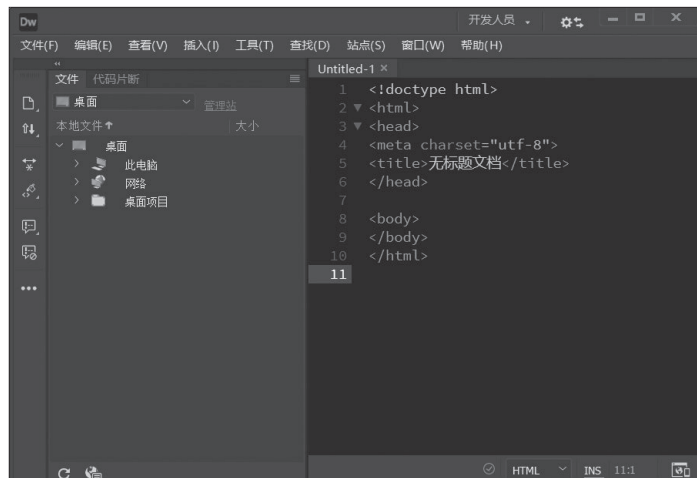 Dw 开发人员
文件(F) 编辑(E) 查看(V) 插入(I) 工具(T) 查找(D) 站点(S) 窗口(W) 帮助(H)
文件 代码片断
桌面 管理站
本地文件 大小
桌面
此电脑
网络
桌面项目
Untitled-1 ×
1 <!doctype html>
2 <html>
3 <head>
4 <meta charset="utf-8">
5 <title>无标题文档</title>
6 </head>
7
8 <body>
9 </body>
10 </html>
11
HTML INS 11:1